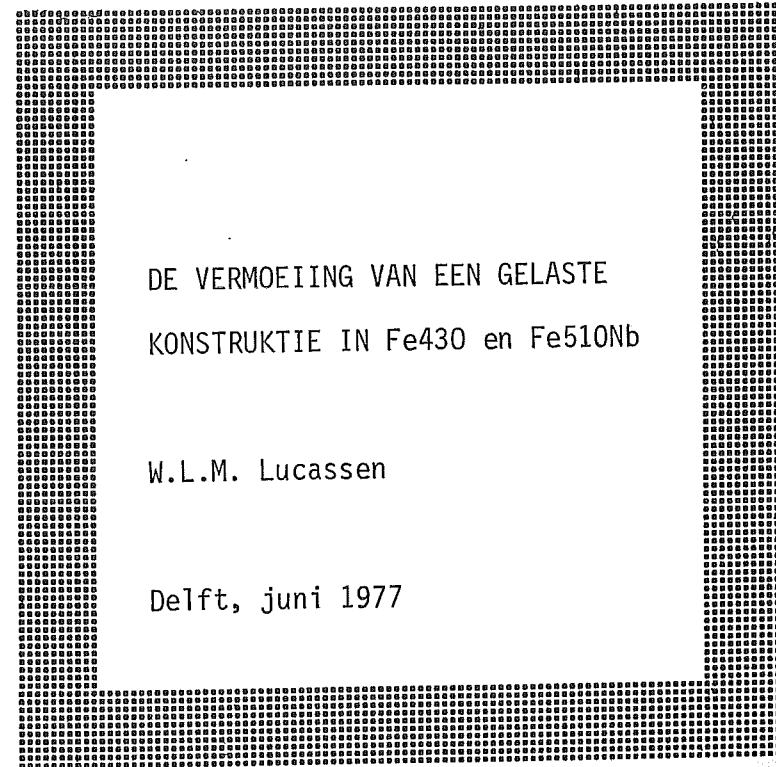 DE VERMOEIING VAN EEN GELASTE
KONSTRUKTIE IN Fe430 en Fe510Nb
W.L.M. Lucassen
Delft, juni 1977